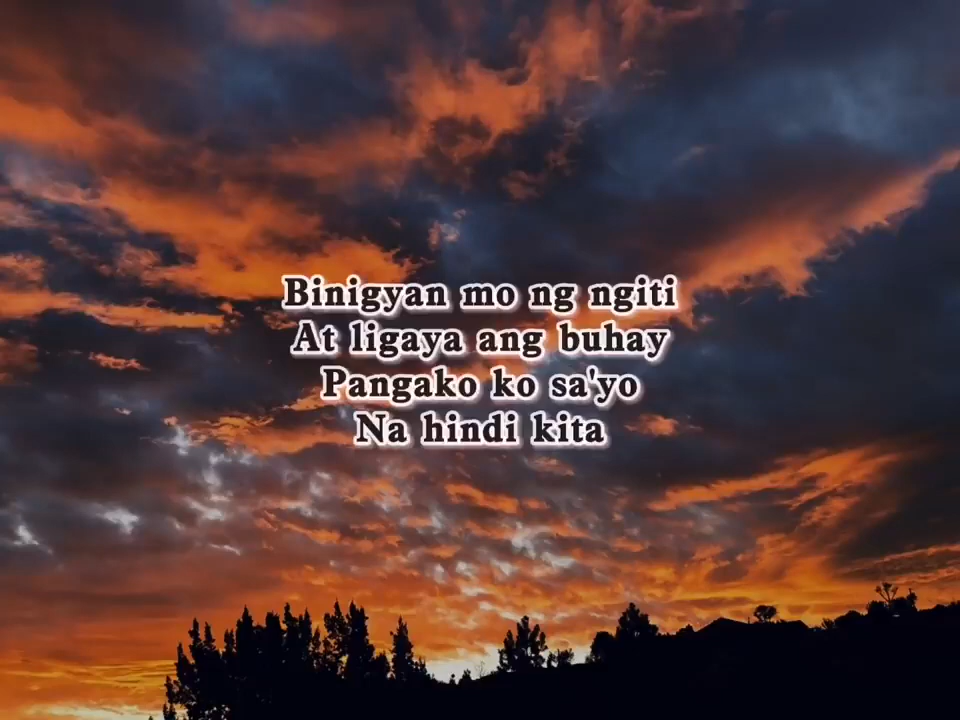 Binigyan mo ng ngiti
At ligaya ang buhay
Pangako ko sa'yo
Na hindi kita